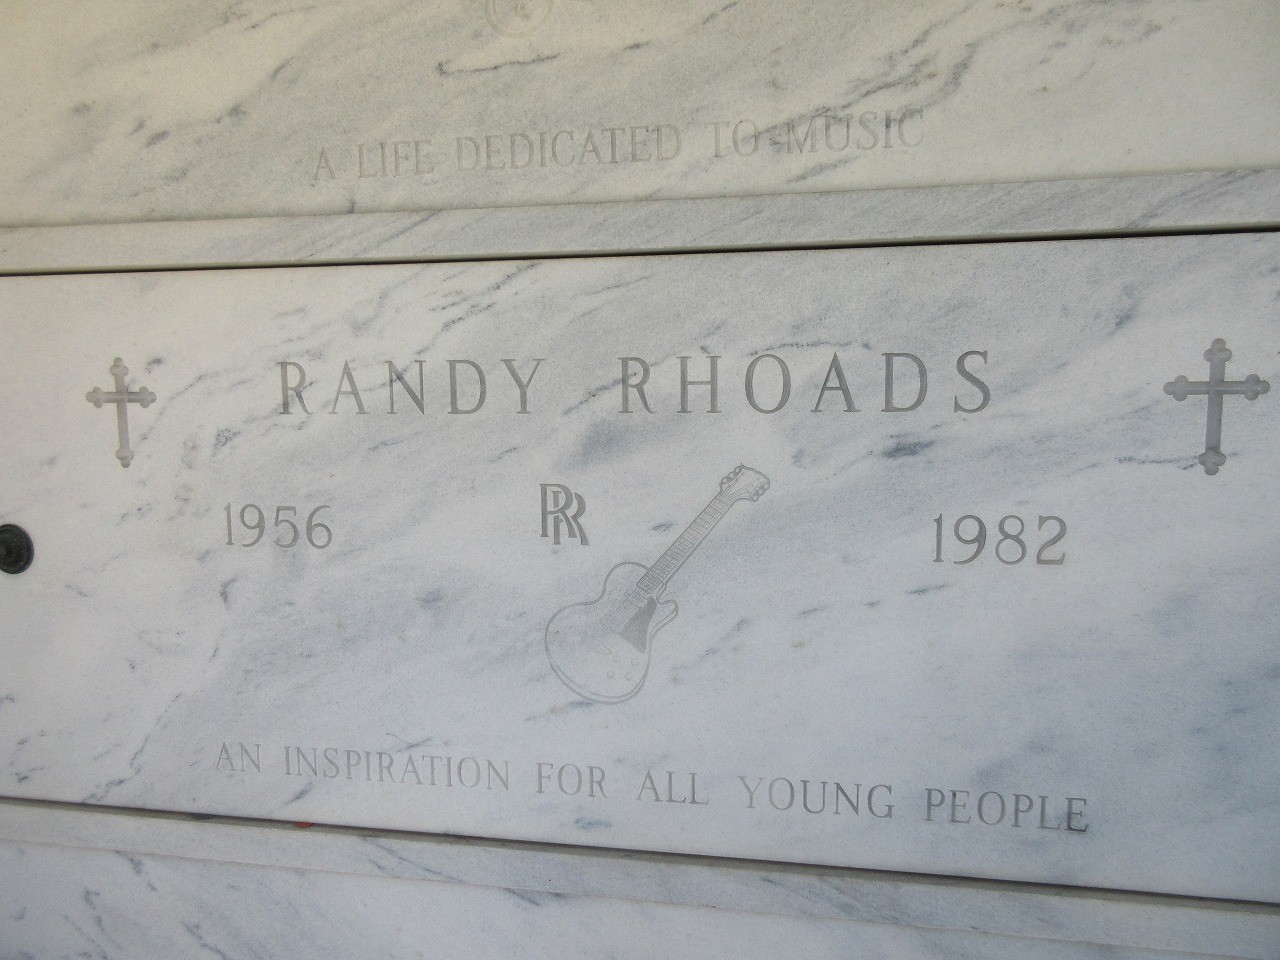 A LIFE DEDICATED TO MUSIC
RANDY RHOADS
1956 RR 1982
AN INSPIRATION FOR ALL YOUNG PEOPLE